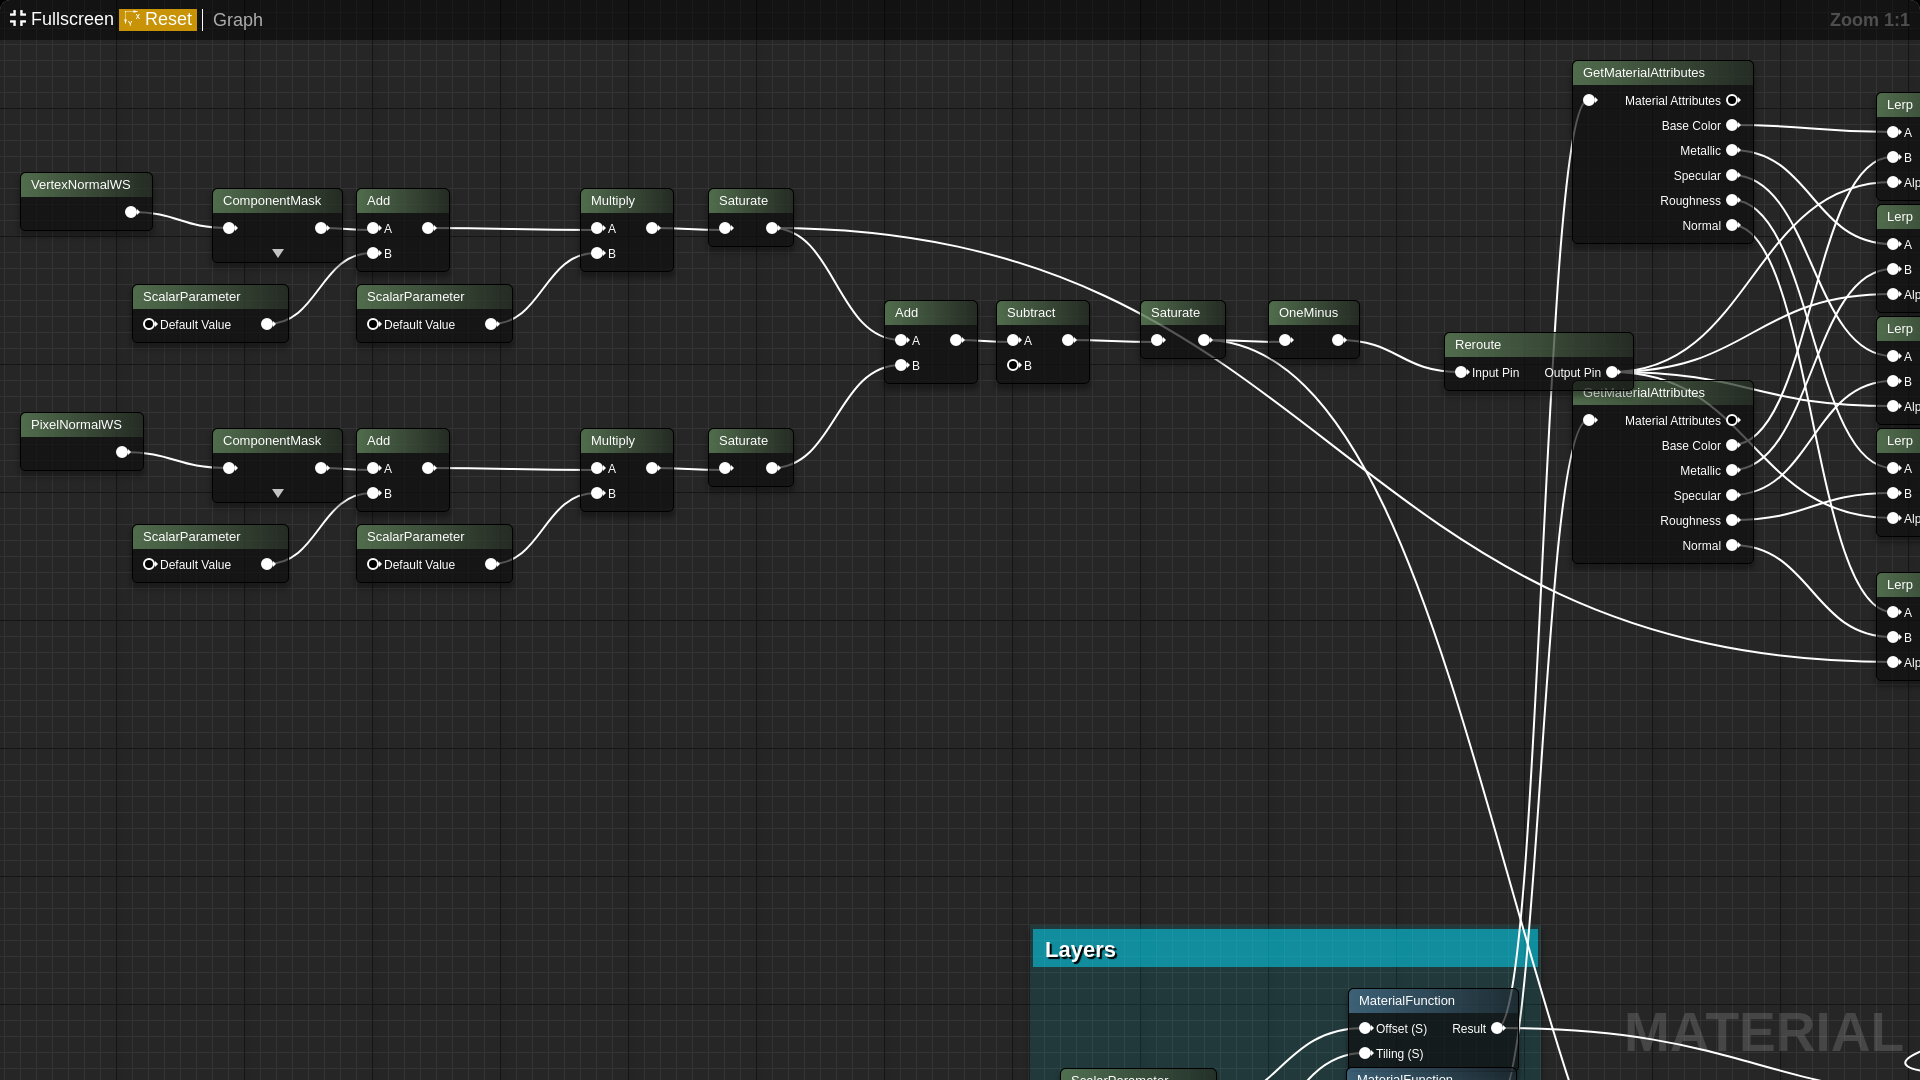 Fullscreen Reset Graph Zoom 1:1
GetMaterialAttributes
Material Attributes
Base Color
Metallic
Specular
Roughness
Normal
Lerp
A
B
Alp
Lerp
A
B
Alp
Lerp
A
B
Alp
Lerp
A
B
Alp
Lerp
A
B
Alp
VertexNormalWS
ComponentMask
Add
A
B
Multiply
A
B
Saturate
ScalarParameter
Default Value
ScalarParameter
Default Value
Add
A
B
Subtract
A
B
Saturate
OneMinus
Reroute
Input Pin Output Pin
GetMaterialAttributes
Material Attributes
Base Color
Metallic
Specular
Roughness
Normal
PixelNormalWS
ComponentMask
Add
A
B
Multiply
A
B
Saturate
ScalarParameter
Default Value
ScalarParameter
Default Value
Layers
MaterialFunction
Offset (S) Result
Tiling (S)
ScalarParameter
MaterialFunction
MATERIAL